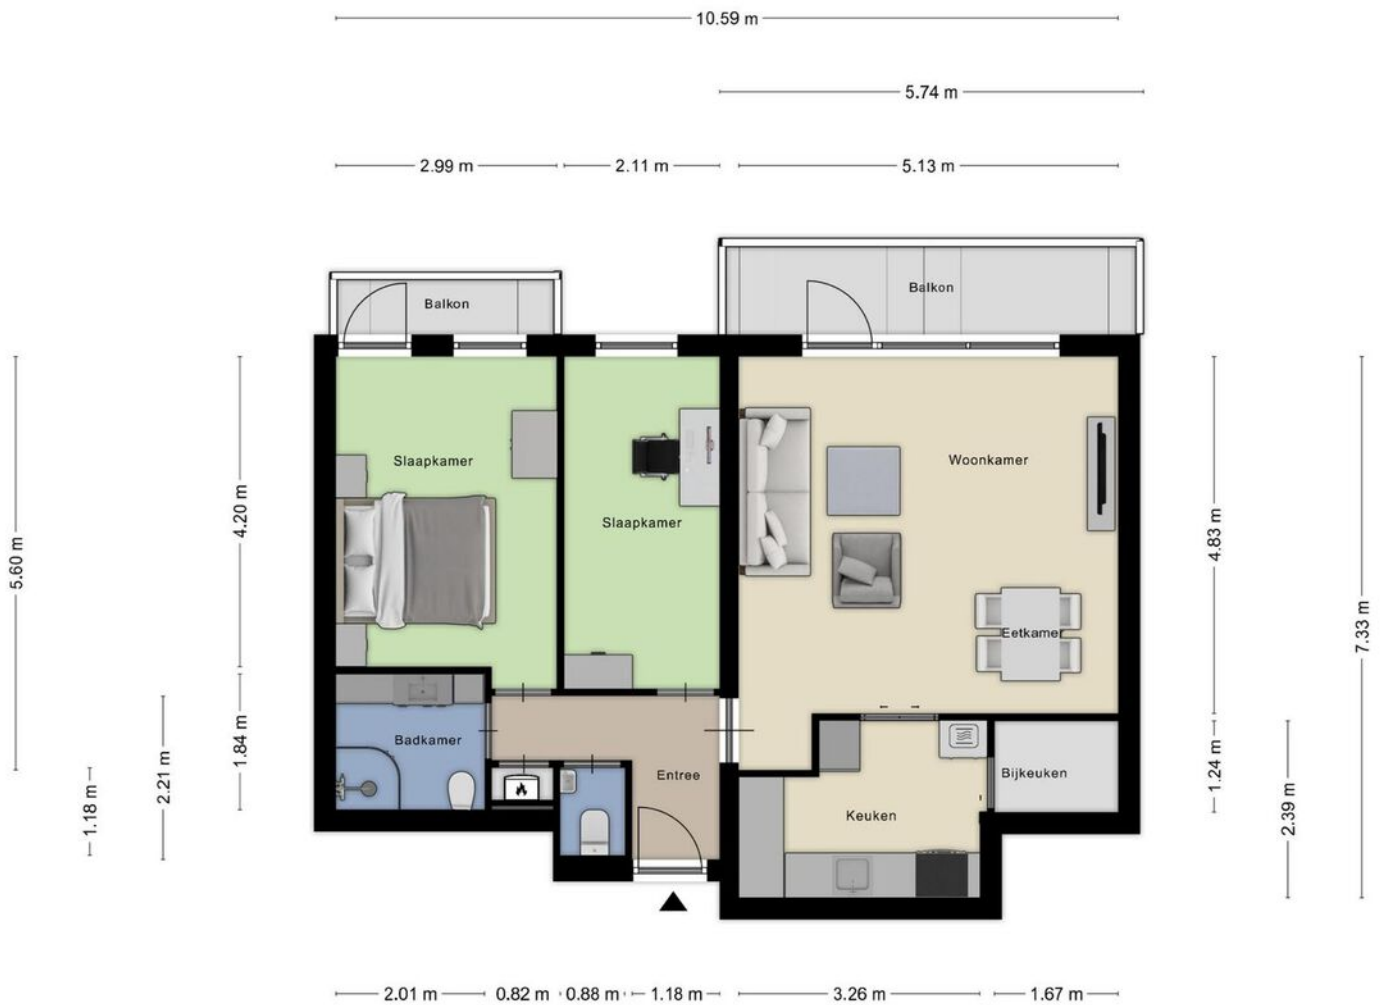 10.59 m
5.74 m
2.99 m 2.11 m 5.13 m
Balkon
Balkon
Slaapkamer
Woonkamer
Slaapkamer
4.20 m
4.83 m
5.60 m
7.33 m
Eetkamer
Badkamer
1.84 m
Entree
Bijkeuken
1.24 m
2.21 m
1.18 m
Keuken
2.39 m
2.01 m 0.82 m 0.88 m 1.18 m 3.26 m 1.67 m